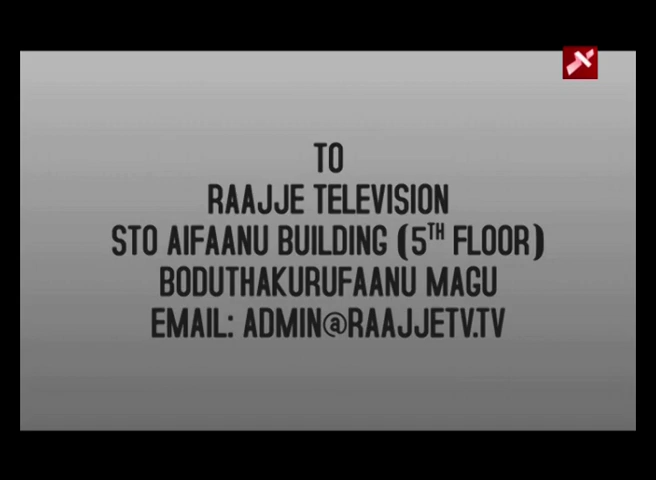 TO
RAAJJE TELEVISION
STO AIFAANU BUILDING (5TH FLOOR)
BODUTHAKURUFAANU MAGU
EMAIL: ADMIN@RAAJJETV.TV